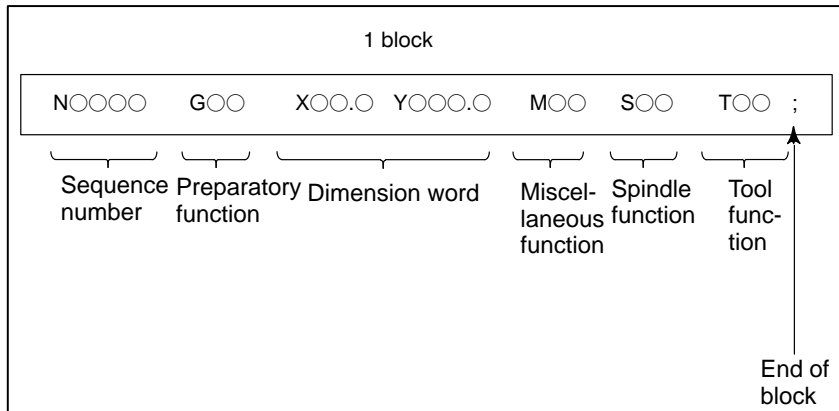 1 block
N○○○○ G○○ X○○.○ Y○○○.○ M○○ S○○ T○○ ;
Sequence number
Preparatory function
Dimension word
Miscel-
laneous
function
Spindle
function
Tool
func-
tion
End of
block